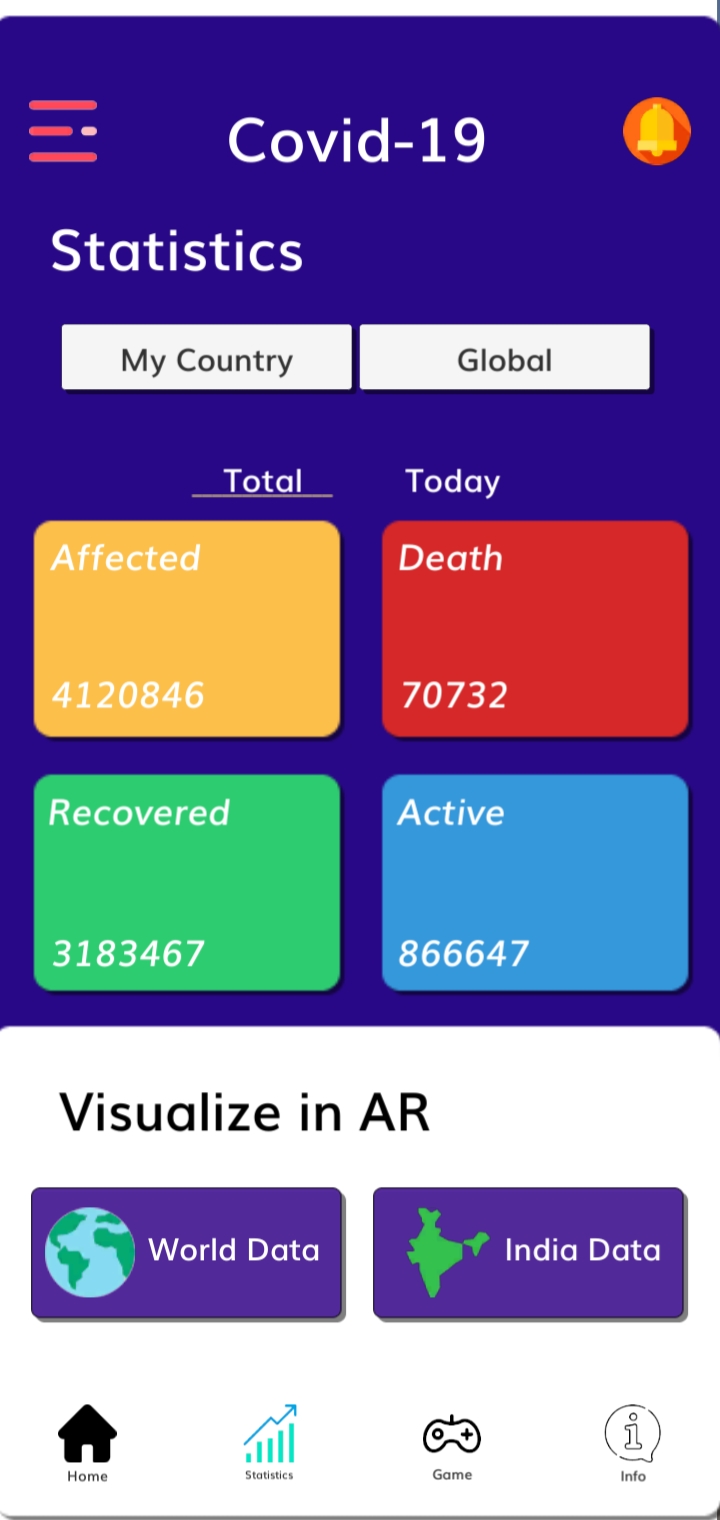 Covid-19
Statistics
My Country Global
Total Today
Affected Death
4120846 70732
Recovered Active
3183467 866647
Visualize in AR
World Data India Data
Home Statistics Game Info